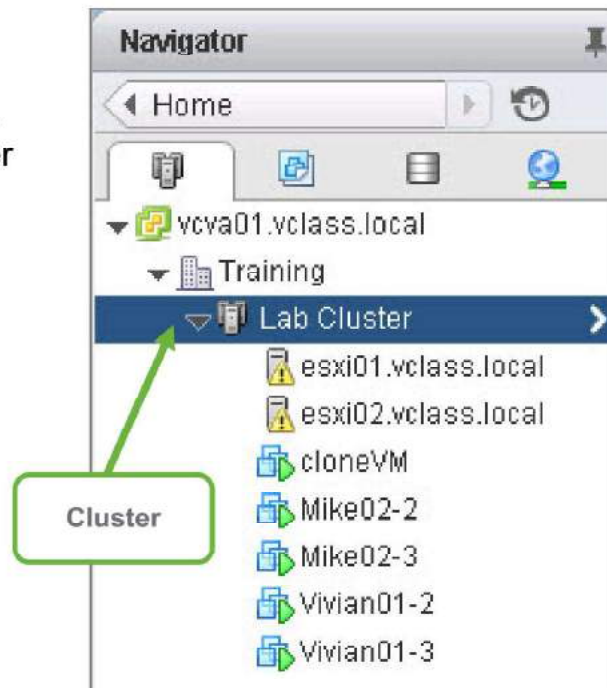 Navigator
Home
er
vcva01.vclass.local
Training
Lab Cluster
esxi01.vclass.local
esxi02.vclass.local
cloneVM
Cluster
Mike02-2
Mike02-3
Vivian01-2
Vivian01-3